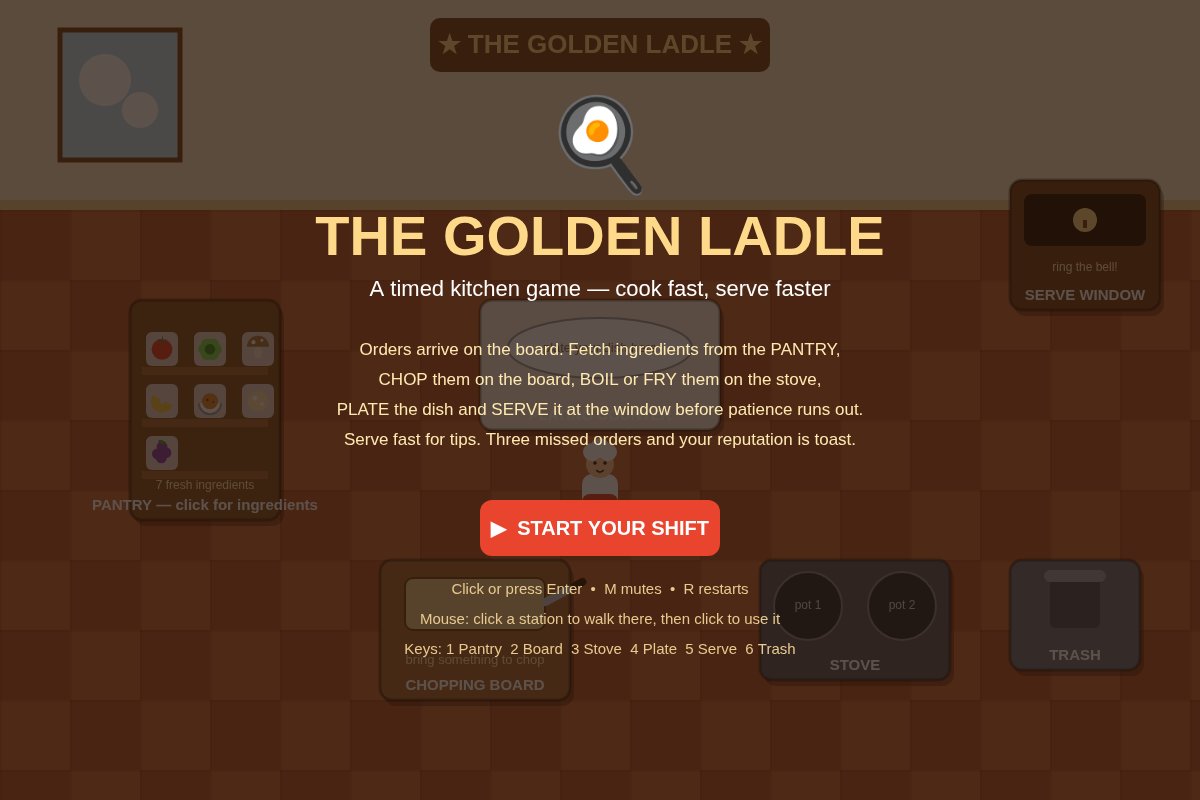 ★ THE GOLDEN LADLE ★
THE GOLDEN LADLE
A timed kitchen game — cook fast, serve faster
ring the bell!
SERVE WINDOW
Orders arrive on the board. Fetch ingredients from the PANTRY,
CHOP them on the board, BOIL or FRY them on the stove,
PLATE the dish and SERVE it at the window before patience runs out.
Serve fast for tips. Three missed orders and your reputation is toast.
7 fresh ingredients
PANTRY — click for ingredients
▶ START YOUR SHIFT
Click or press Enter • M mutes • R restarts
Mouse: click a station to walk there, then click to use it
Keys: 1 Pantry 2 Board 3 Stove 4 Plate 5 Serve 6 Trash
bring something to chop
CHOPPING BOARD
pot 1
pot 2
STOVE
TRASH